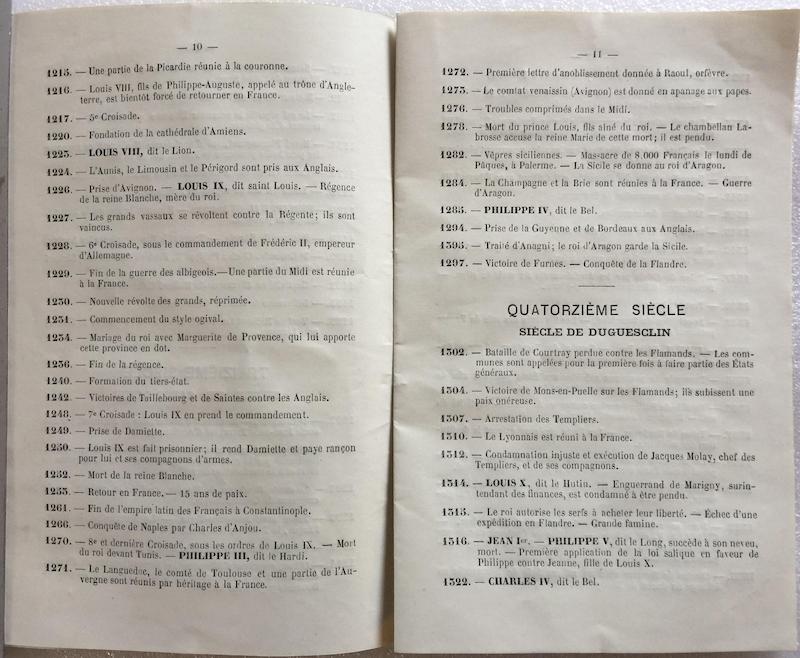 — 10 —
1215. — Une partie de la Picardie réunie à la couronne.
1216. — Louis VIII, fils de Philippe-Auguste, appelé au trône d'Angle-
terre, est bientôt forcé de retourner en France.
1217. — 5e Croisade.
1220. — Fondation de la cathédrale d'Amiens.
1223. — LOUIS VIII, dit le Lion.
1224. — L'Aunis, le Limousin et le Périgord sont pris aux Anglais.
1226. — Prise d'Avignon. — LOUIS IX, dit saint Louis. — Régence
de la reine Blanche, mère du roi.
1227. — Les grands vassaux se révoltent contre la Régente; ils sont
vaincus.
1228. — 6e Croisade, sous le commandement de Frédéric II, empereur
d'Allemagne.
1229. — Fin de la guerre des albigeois. — Une partie du Midi est réunie
à la France.
1230. — Nouvelle révolte des grands, réprimée.
1231. — Commencement du style ogival.
1234. — Mariage du roi avec Marguerite de Provence, qui lui apporte
cette province en dot.
1236. — Fin de la régence.
1240. — Formation du tiers-état.
1242. — Victoires de Taillebourg et de Saintes contre les Anglais.
1248. — 7e Croisade : Louis IX en prend le commandement.
1249. — Prise de Damiette.
1250. — Louis IX est fait prisonnier; il rend Damiette et paye rançon
pour lui et ses compagnons d'armes.
1252. — Mort de la reine Blanche.
1255. — Retour en France. — 15 ans de paix.
1261. — Fin de l'empire latin des Français à Constantinople.
1266. — Conquête de Naples par Charles d'Anjou.
1270. — 8e et dernière Croisade, sous les ordres de Louis IX. — Mort
du roi devant Tunis. — PHILIPPE III, dit le Hardi.
1271. — Le Languedoc, le comté de Toulouse et une partie de l'Au-
vergne sont réunis par héritage à la France.
— 11 —
1272. — Première lettre d'anoblissement donnée à Raoul, orfèvre.
1273. — Le comtat venaissin (Avignon) est donné en apanage aux papes.
1276. — Troubles comprimés dans le Midi.
1278. — Mort du prince Louis, fils ainé du roi. — Le chambellan La-
brosse accuse la reine Marie de cette mort; il est pendu.
1282. — Vêpres siciliennes. — Massacre de 8.000 Français le lundi de
Pâques, à Palerme. — La Sicile se donne au roi d'Aragon.
1284. — La Champagne et la Brie sont réunies à la France. — Guerre
d'Aragon.
1285. — PHILIPPE IV, dit le Bel.
1294. — Prise de la Guyenne et de Bordeaux aux Anglais.
1395. — Traité d'Anagni; le roi d'Aragon garde la Sicile.
1297. — Victoire de Furnes. — Conquête de la Flandre.
QUATORZIÈME SIÈCLE
SIÈCLE DE DUGUESCLIN
1302. — Bataille de Courtray perdue contre les Flamands. — Les com-
munes sont appelées pour la première fois à faire partie des États
généraux.
1304. — Victoire de Mons-en-Puelle sur les Flamands; ils subissent une
paix onéreuse.
1307. — Arrestation des Templiers.
1310. — Le Lyonnais est réuni à la France.
1312. — Condamnation injuste et exécution de Jacques Molay, chef des
Templiers, et de ses compagnons.
1314. — LOUIS X, dit le Hutin. — Enguerrand de Marigny, surin-
tendant des finances, est condamné à être pendu.
1315. — Le roi autorise les serfs à acheter leur liberté. — Échec d'une
expédition en Flandre. — Grande famine.
1316. — JEAN Ier. — PHILIPPE V, dit le Long, succède à son neveu,
mort. — Première application de la loi salique en faveur de
Philippe contre Jeanne, fille de Louis X.
1322. — CHARLES IV, dit le Bel.